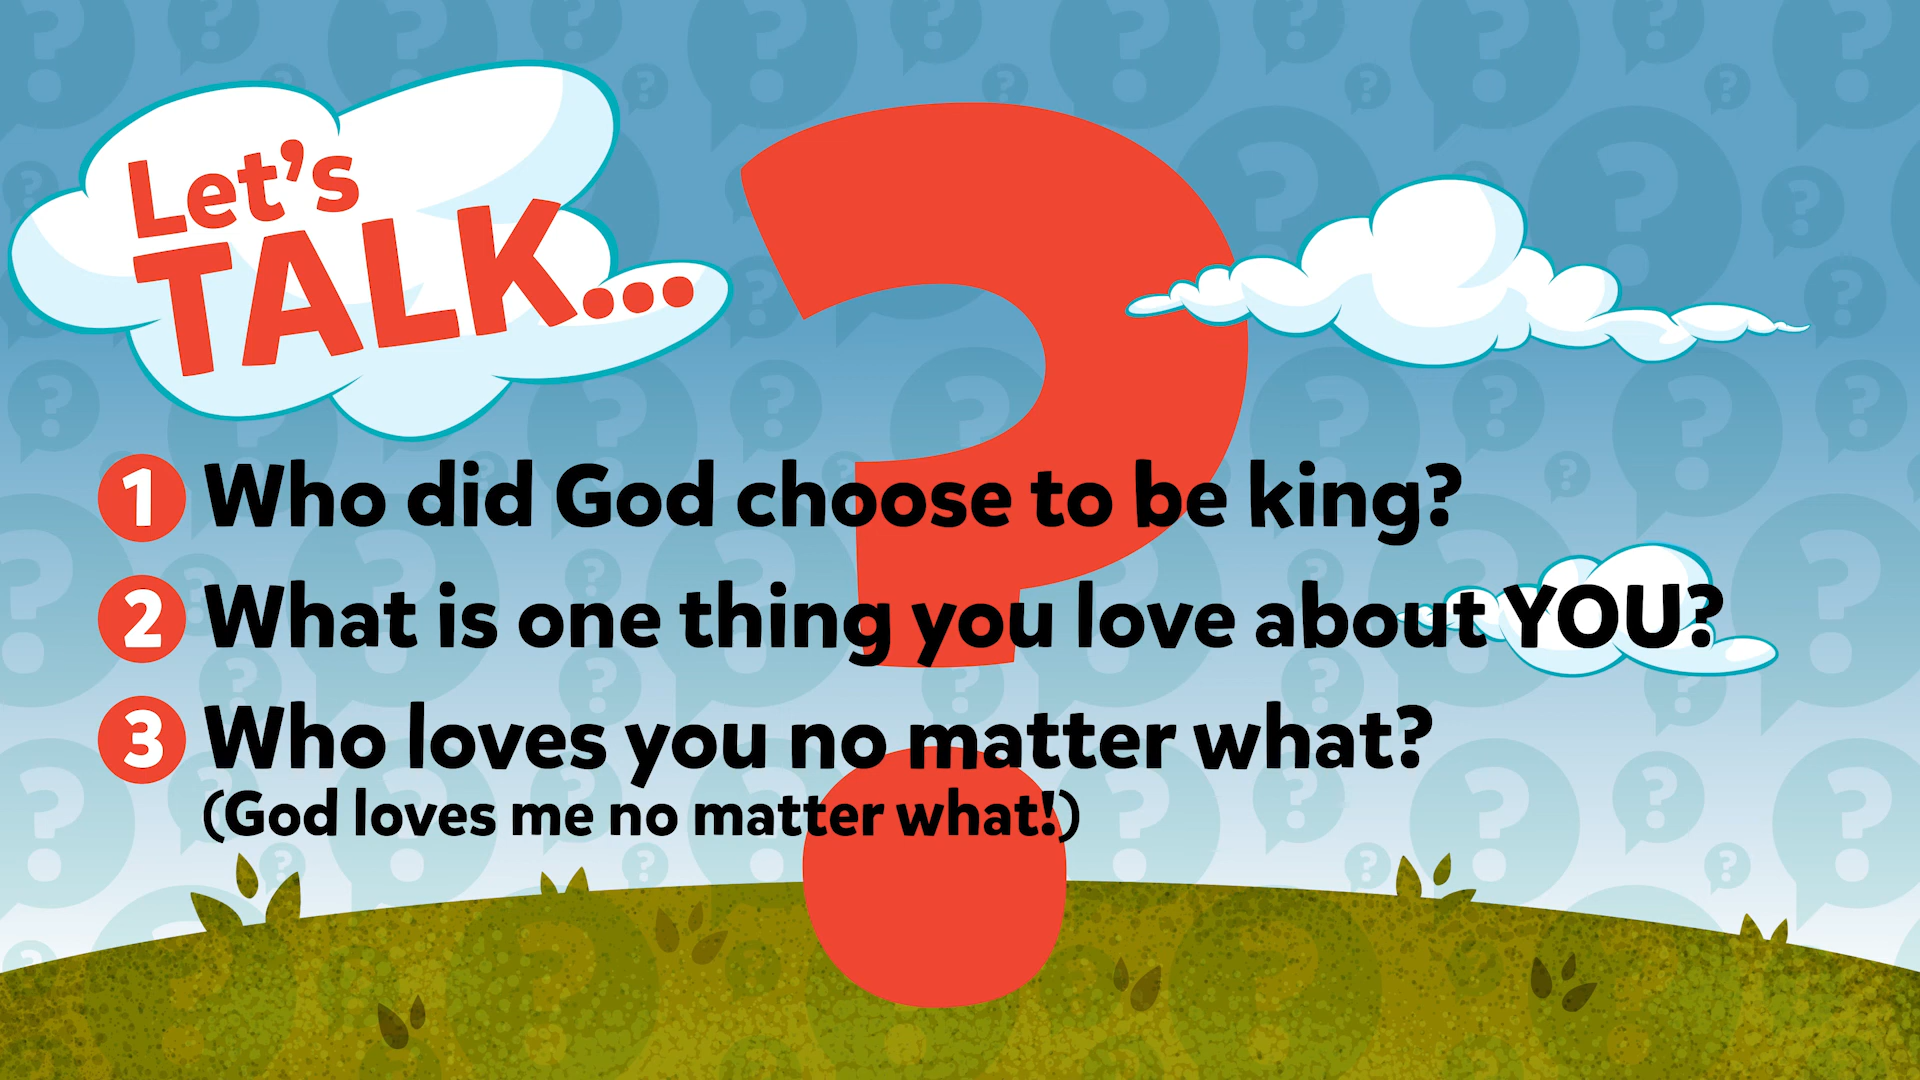 Let's
TALK...
1 Who did God choose to be king?
2 What is one thing you love about YOU?
3 Who loves you no matter what?
(God loves me no matter what!)
?